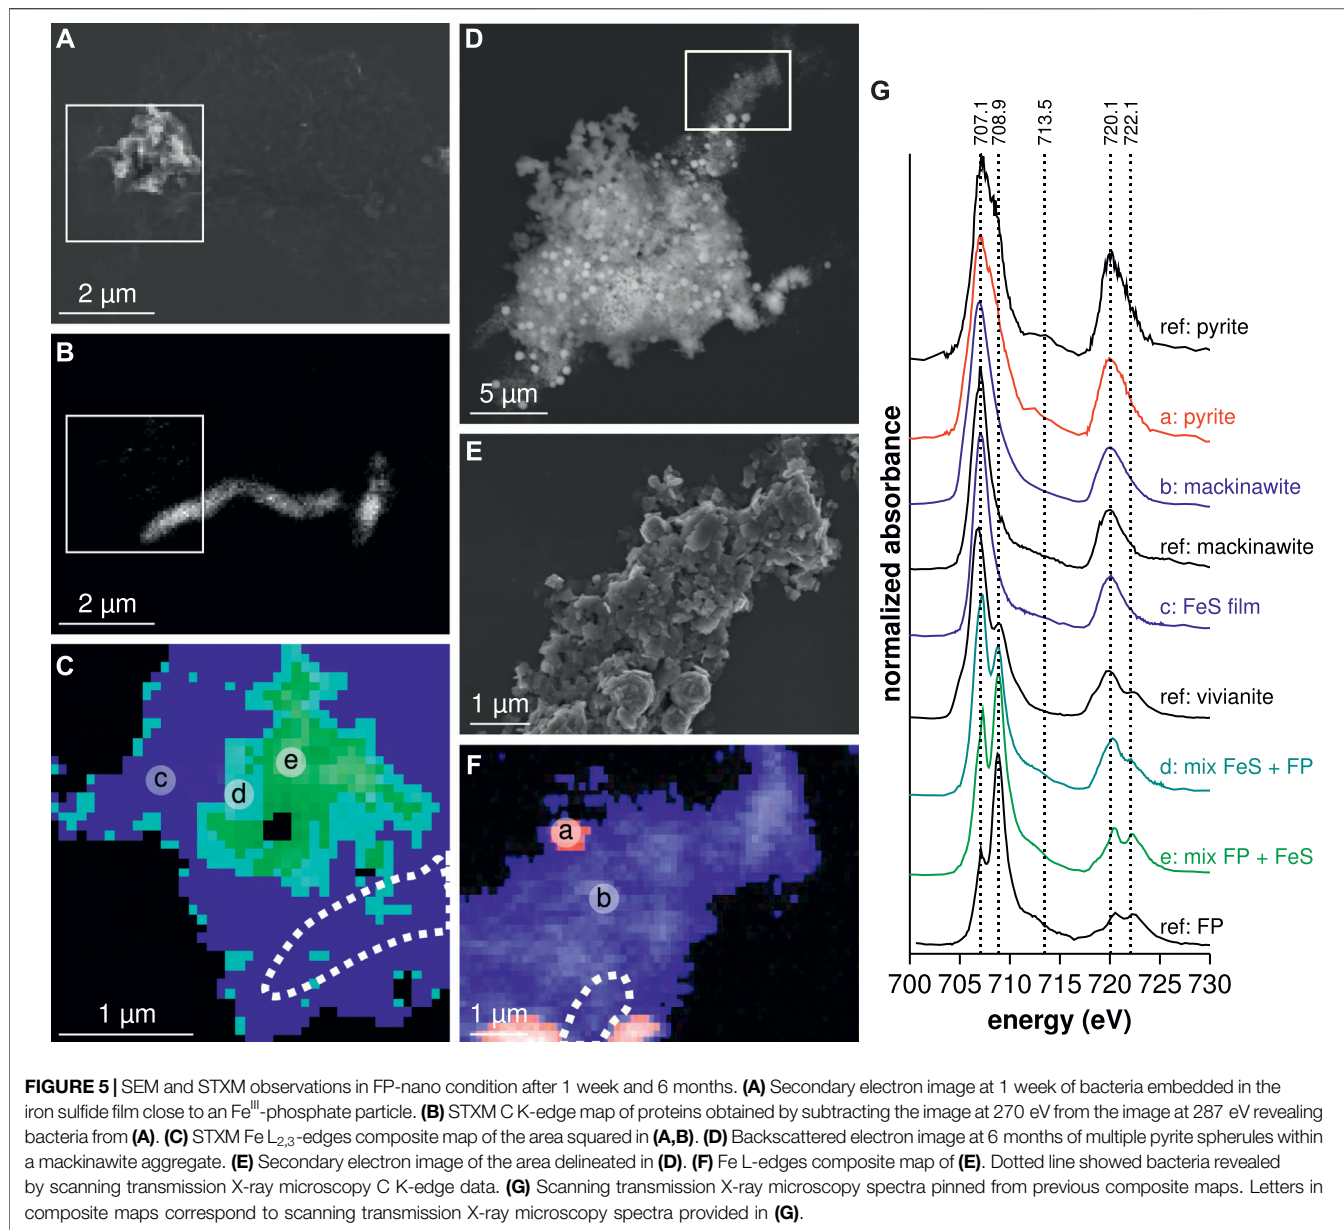 A
2 µm
B
2 µm
C
c
d
e
1 µm
D
5 µm
E
1 µm
F
a
b
1 µm
G
707.1
708.9
713.5
720.1
722.1
ref: pyrite
a: pyrite
b: mackinawite
ref: mackinawite
c: FeS film
ref: vivianite
d: mix FeS + FP
e: mix FP + FeS
ref: FP
normalized absorbance
700 705 710 715 720 725 730
energy (eV)
FIGURE 5 | SEM and STXM observations in FP-nano condition after 1 week and 6 months. (A) Secondary electron image at 1 week of bacteria embedded in the
iron sulfide film close to an Fe^III-phosphate particle. (B) STXM C K-edge map of proteins obtained by subtracting the image at 270 eV from the image at 287 eV revealing
bacteria from (A). (C) STXM Fe L2,3-edges composite map of the area squared in (A,B). (D) Backscattered electron image at 6 months of multiple pyrite spherules within
a mackinawite aggregate. (E) Secondary electron image of the area delineated in (D). (F) Fe L-edges composite map of (E). Dotted line showed bacteria revealed
by scanning transmission X-ray microscopy C K-edge data. (G) Scanning transmission X-ray microscopy spectra pinned from previous composite maps. Letters in
composite maps correspond to scanning transmission X-ray microscopy spectra provided in (G).